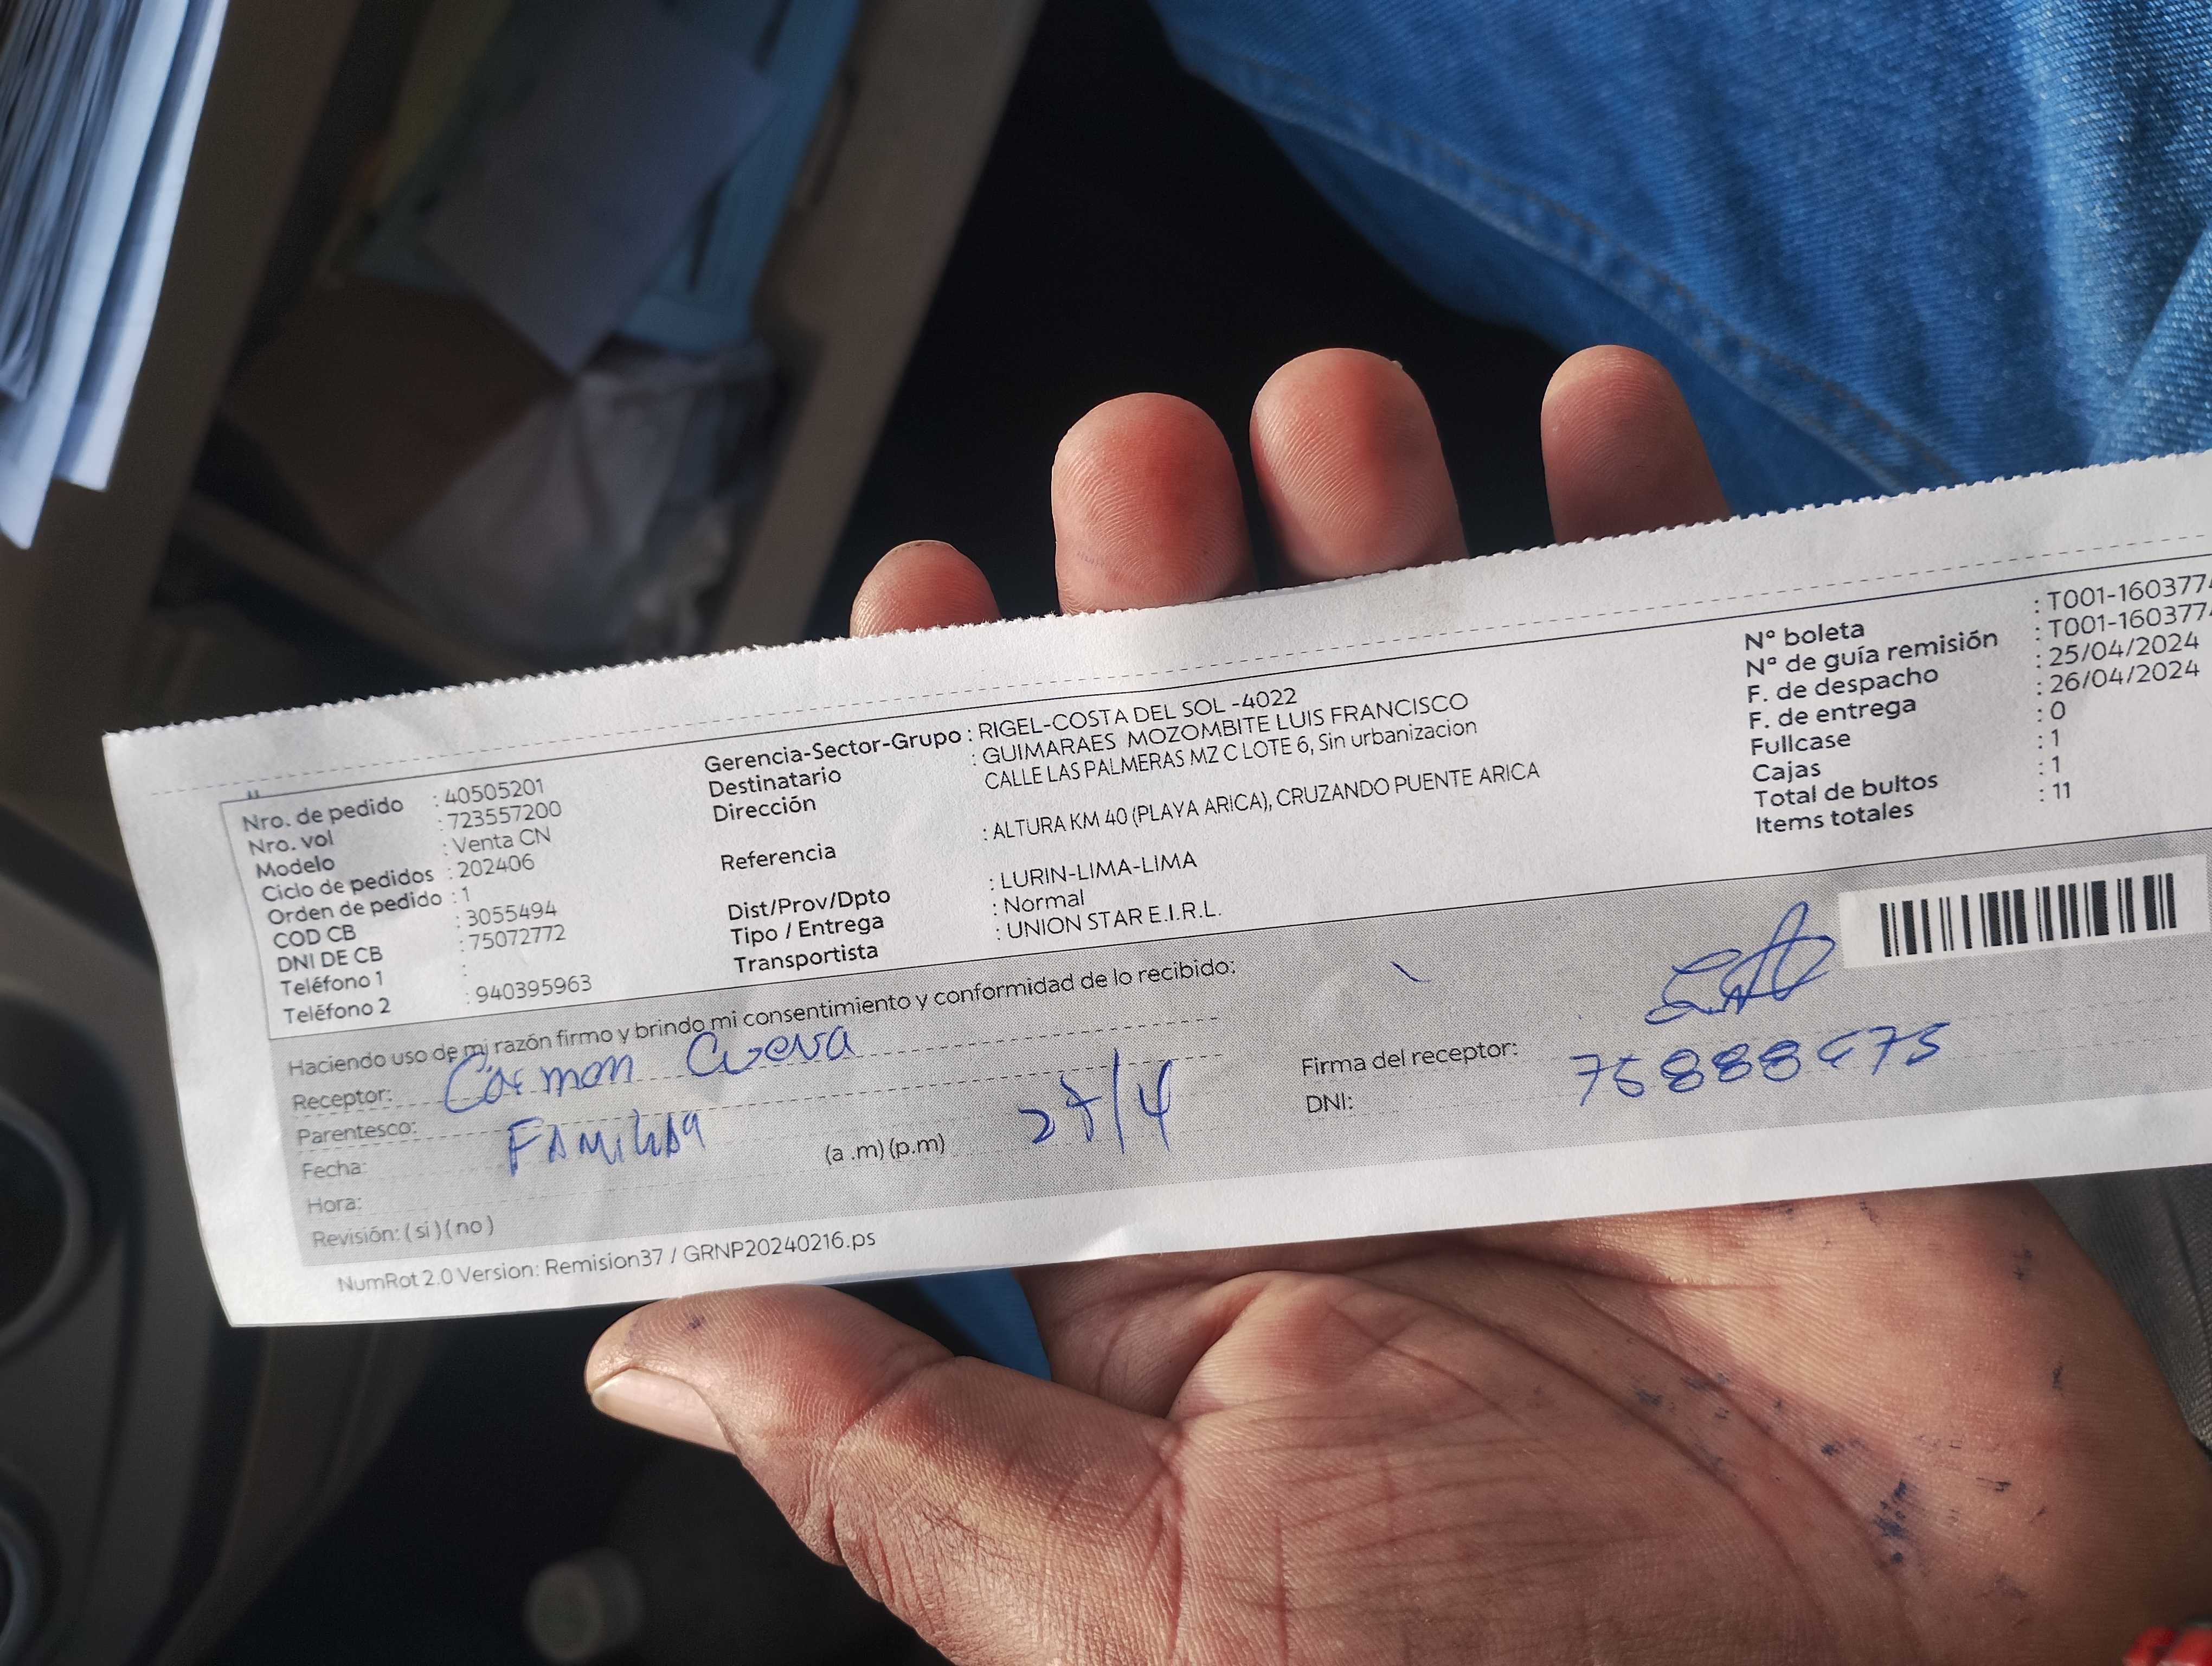 Nro. de pedido : 40505201
Nro. vol : 723557200
Modelo : Venta CN
Ciclo de pedidos : 202406
Orden de pedido : 1
COD CB : 3055494
DNI DE CB : 75072772
Teléfono 1 :
Teléfono 2 : 940395963
Gerencia-Sector-Grupo : RIGEL-COSTA DEL SOL -4022
Destinatario : GUIMARAES MOZOMBITE LUIS FRANCISCO
Dirección CALLE LAS PALMERAS MZ C LOTE 6, Sin urbanizacion
Referencia : ALTURA KM 40 (PLAYA ARICA), CRUZANDO PUENTE ARICA
Dist/Prov/Dpto : LURIN-LIMA-LIMA
Tipo / Entrega : Normal
Transportista : UNION STAR E.I.R.L.
Nº boleta : T001-160377
Nº de guía remisión : T001-160377
F. de despacho : 25/04/2024
F. de entrega : 26/04/2024
Fullcase : 0
Cajas : 1
Total de bultos : 1
Items totales : 11
Haciendo uso de mi razón firmo y brindo mi consentimiento y conformidad de lo recibido:
Receptor: Carmen Cueva
Parentesco:
Fecha: Familiar
(a .m) (p.m) 27/4
Hora:
Revisión: ( si ) ( no )
Firma del receptor:
DNI:
NumRot 2.0 Version: Remision37 / GRNP20240216.ps